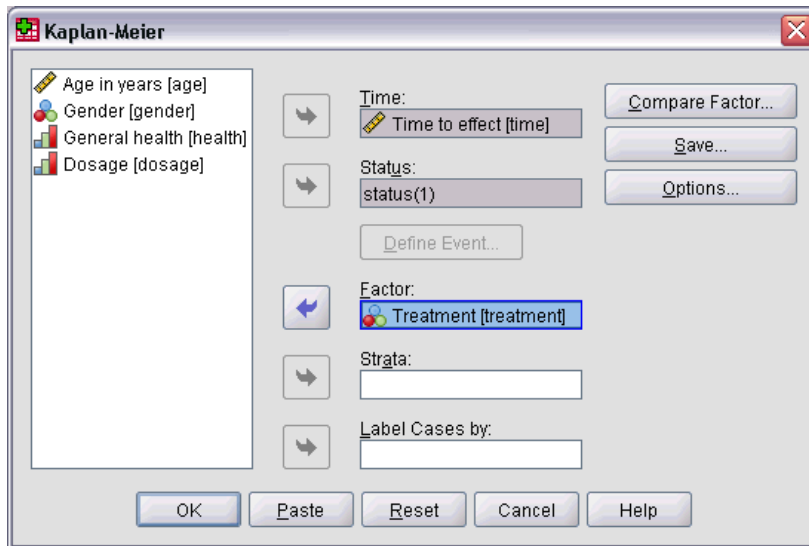 Kaplan-Meier
Age in years [age]
Gender [gender]
General health [health]
Dosage [dosage]
Time:
Time to effect [time]
Status:
status(1)
Define Event...
Factor:
Treatment [treatment]
Strata:
Label Cases by:
Compare Factor...
Save...
Options...
OK
Paste
Reset
Cancel
Help